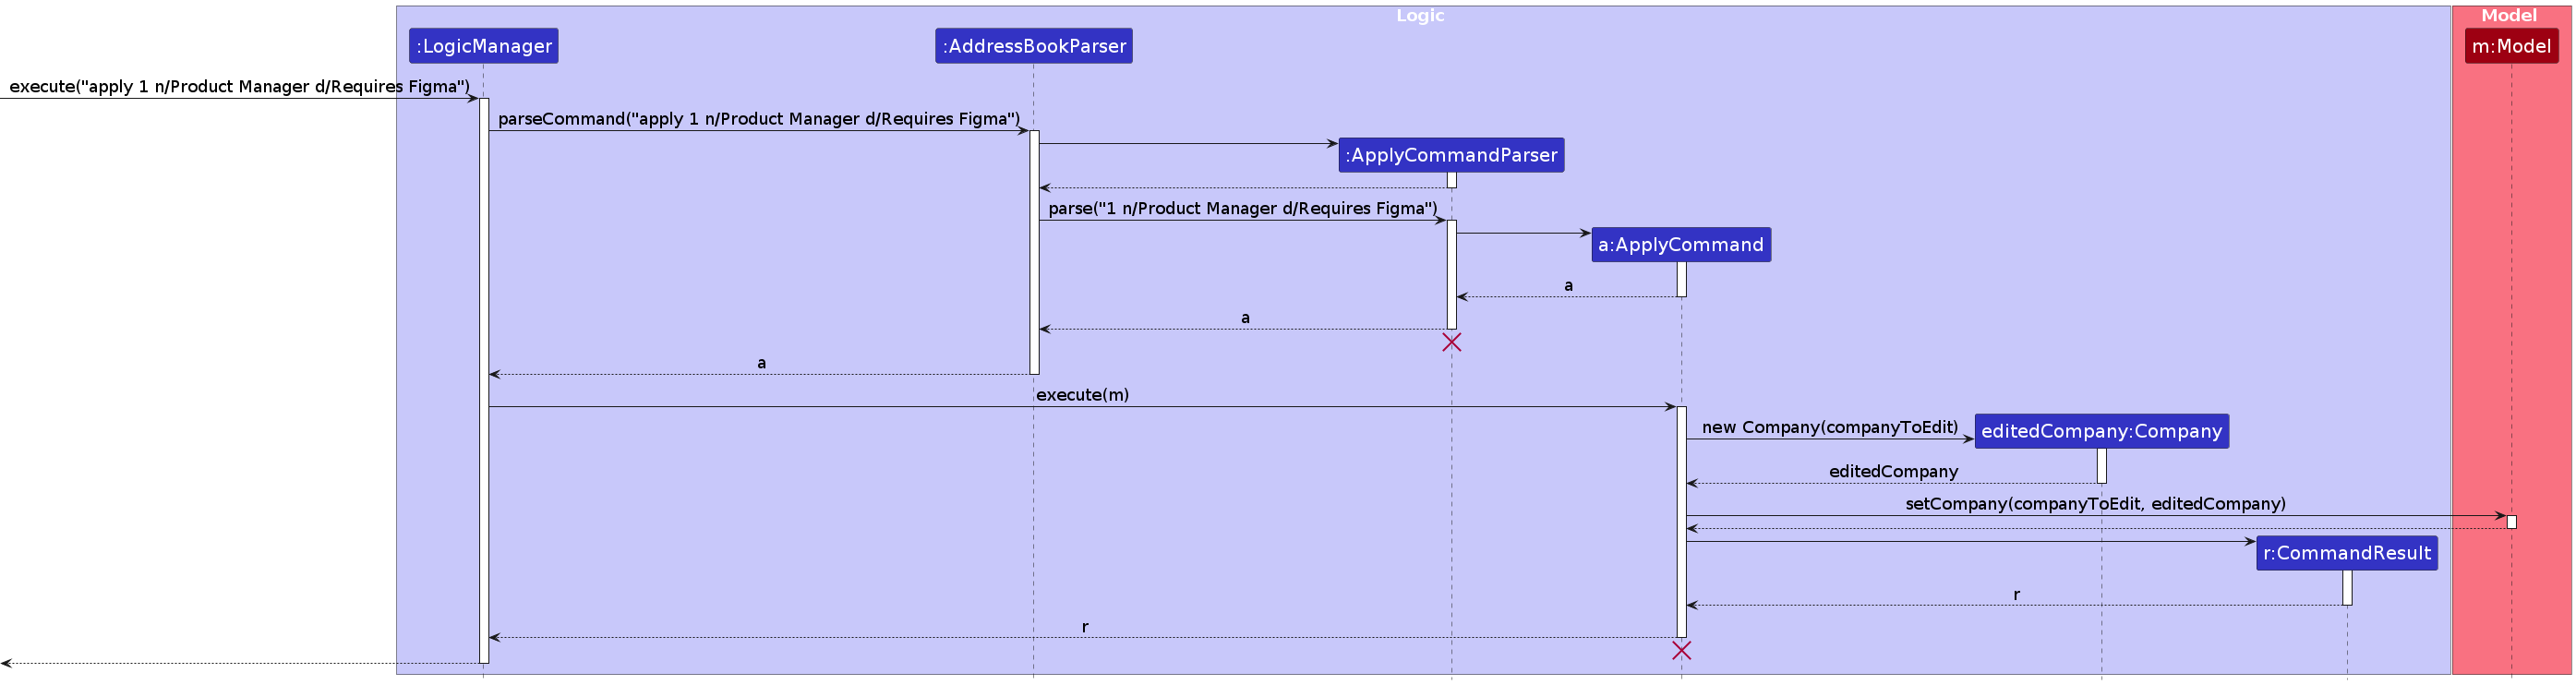 Logic
Model
:LogicManager
:AddressBookParser
m:Model
execute("apply 1 n/Product Manager d/Requires Figma")
parseCommand("apply 1 n/Product Manager d/Requires Figma")
:ApplyCommandParser
parse("1 n/Product Manager d/Requires Figma")
a:ApplyCommand
a
a
a
execute(m)
new Company(companyToEdit)
editedCompany:Company
editedCompany
setCompany(companyToEdit, editedCompany)
r:CommandResult
r
r